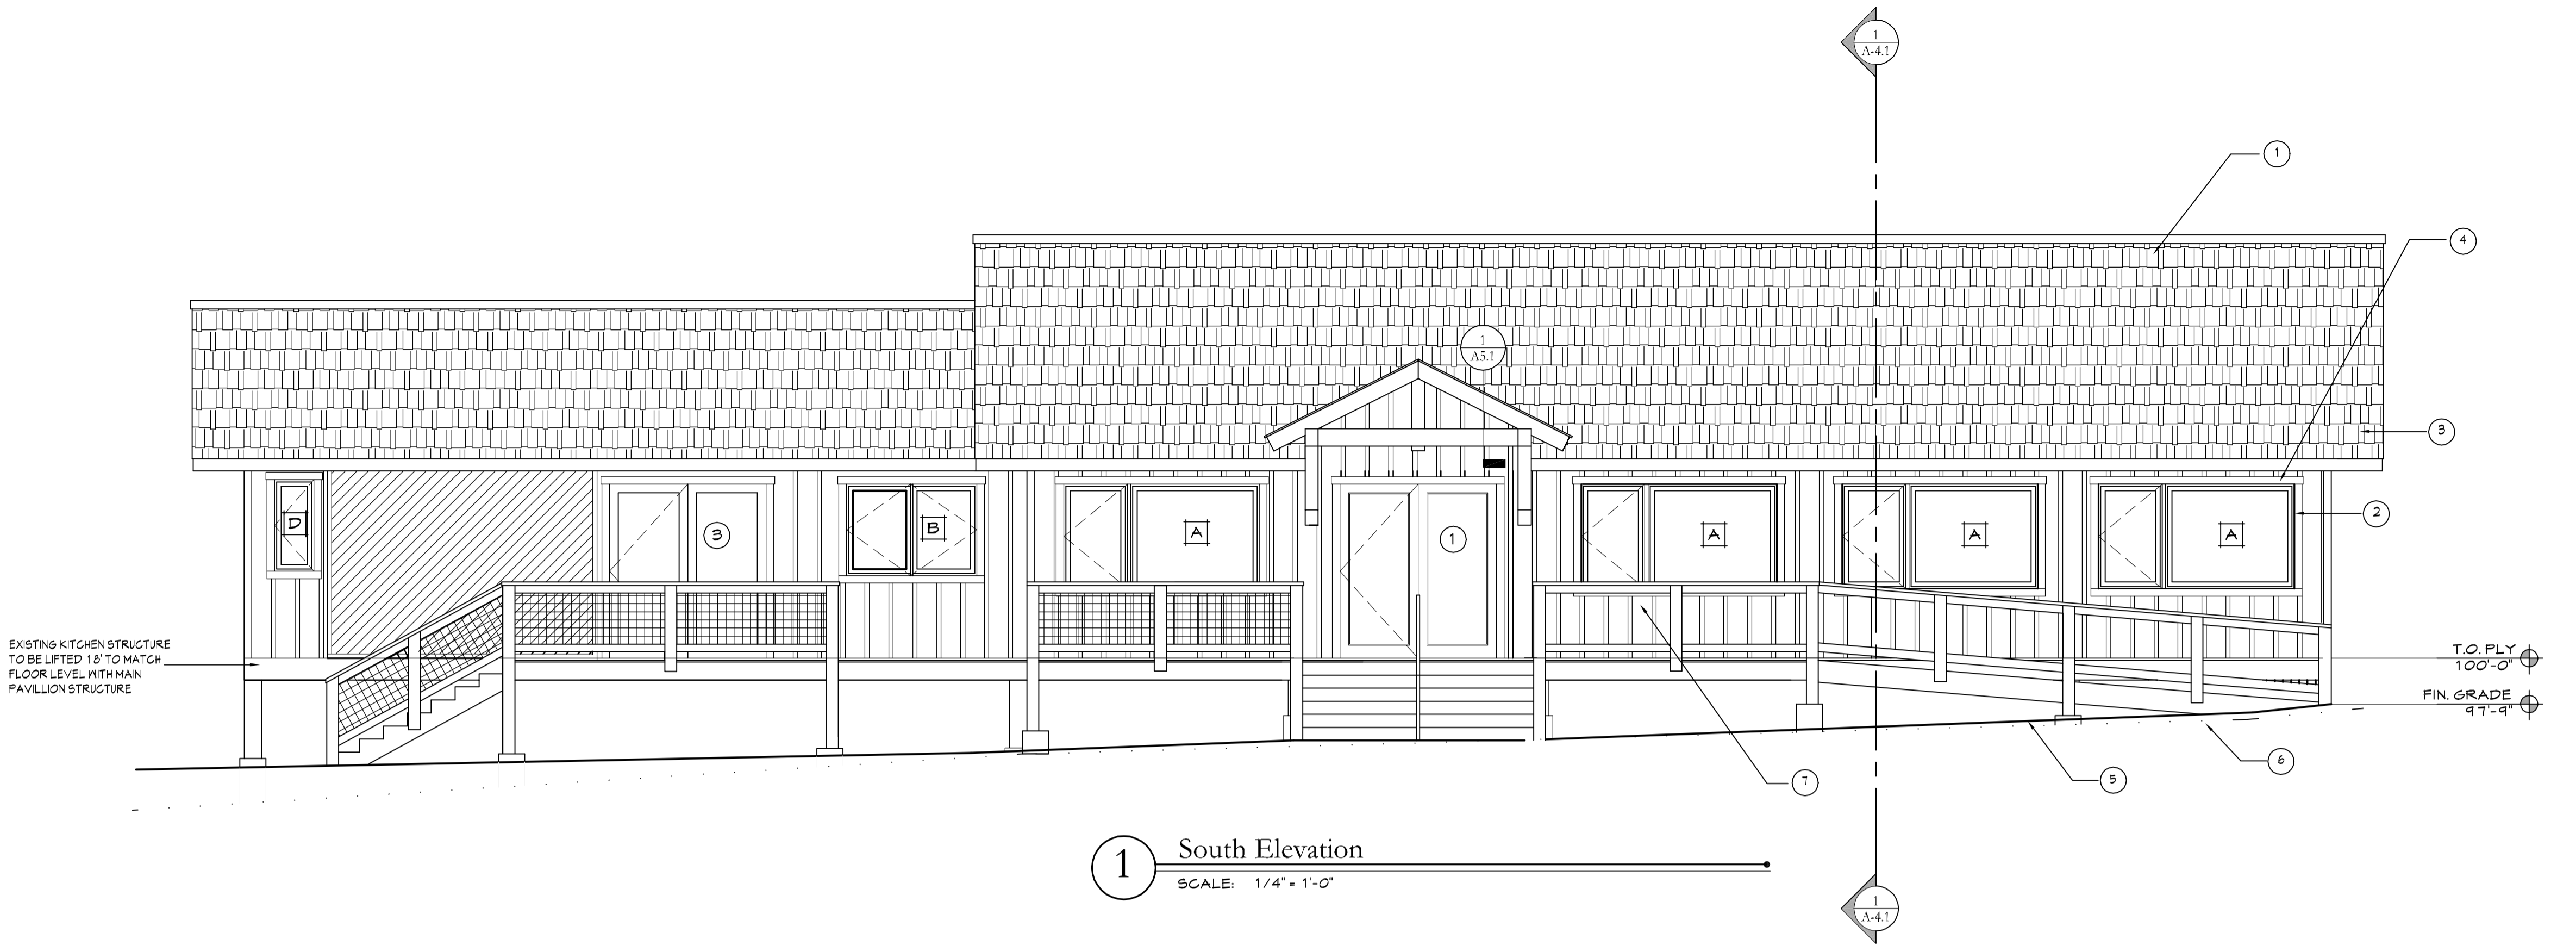 1
A-4.1
1
4
1
A5.1
3
D
3
B
A
1
A
A
A
2
EXISTING KITCHEN STRUCTURE
TO BE LIFTED 18' TO MATCH
FLOOR LEVEL WITH MAIN
PAVILLION STRUCTURE
T.O. PLY
100'-0"
FIN. GRADE
97'-9"
7
5
6
1
South Elevation
SCALE: 1/4" = 1'-0"
1
A-4.1